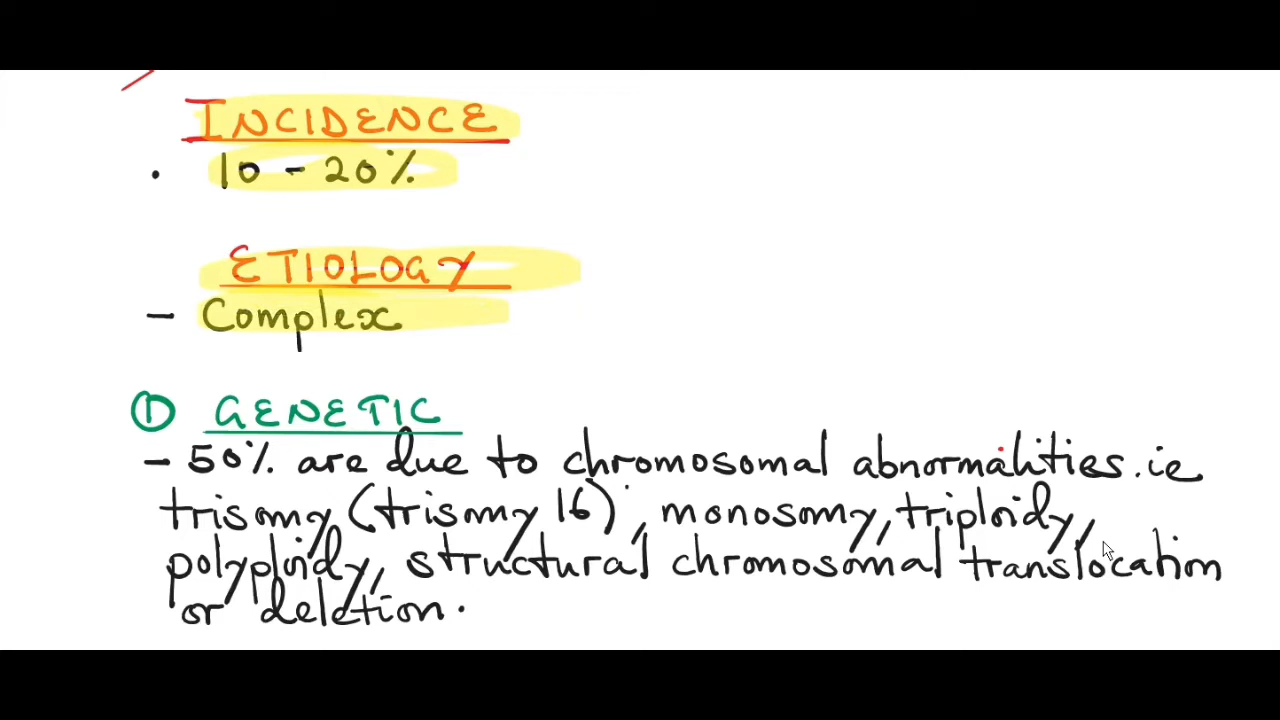 INCIDENCE
. 10 - 20%
ETIOLOGY
- Complex
① GENETIC
- 50% are due to chromosomal abnormalities. ie
trisomy (trisomy 16), monosomy, triploidy,
polyploidy, structural chromosomal translocation
or deletion.